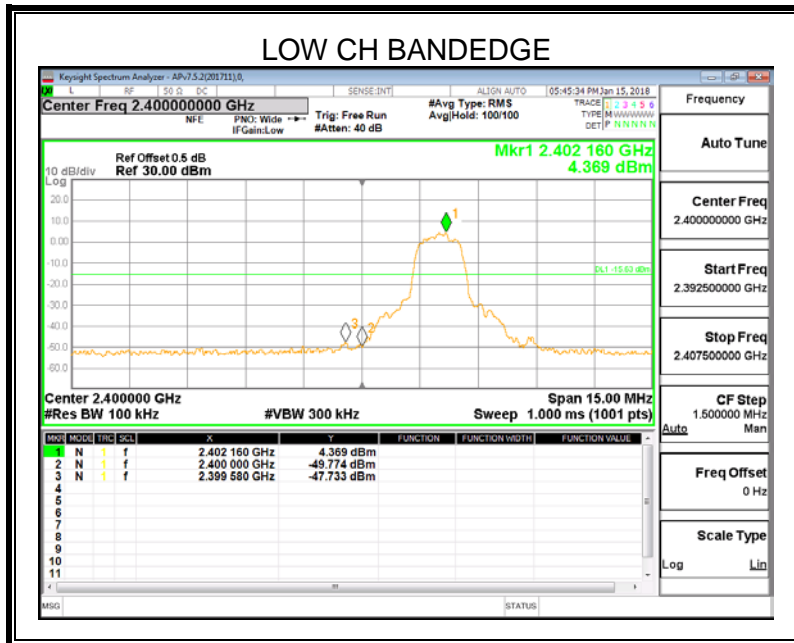 LOW CH BANDEDGE
Keysight Spectrum Analyzer - APv7.5.2(201711),0,
L RF 50 Ω DC SENSE:INT ALIGN AUTO 05:45:34 PM Jan 15, 2018
Center Freq 2.400000000 GHz
NFE PNO: Wide Trig: Free Run
IFGain:Low #Atten: 40 dB
#Avg Type: RMS
Avg|Hold: 100/100
TRACE 1 2 3 4 5 6
TYPE M WWWWW
DET P N N N N N
Ref Offset 0.5 dB
10 dB/div Ref 30.00 dBm
Log
Mkr1 2.402 160 GHz
4.369 dBm
20.0
10.0
0.00
-10.0
-20.0
-30.0
-40.0
-50.0
-60.0
1
DL1 -15.63 dBm
3 2
Center 2.400000 GHz Span 15.00 MHz
#Res BW 100 kHz #VBW 300 kHz Sweep 1.000 ms (1001 pts)
MKR MODE TRC SCL X Y FUNCTION FUNCTION WIDTH FUNCTION VALUE
1 N 1 f 2.402 160 GHz 4.369 dBm
2 N 1 f 2.400 000 GHz -49.774 dBm
3 N 1 f 2.399 580 GHz -47.733 dBm
4
5
6
7
8
9
10
11
MSG STATUS
Frequency
Auto Tune
Center Freq
2.400000000 GHz
Start Freq
2.392500000 GHz
Stop Freq
2.407500000 GHz
CF Step
1.500000 MHz
Auto Man
Freq Offset
0 Hz
Scale Type
Log Lin